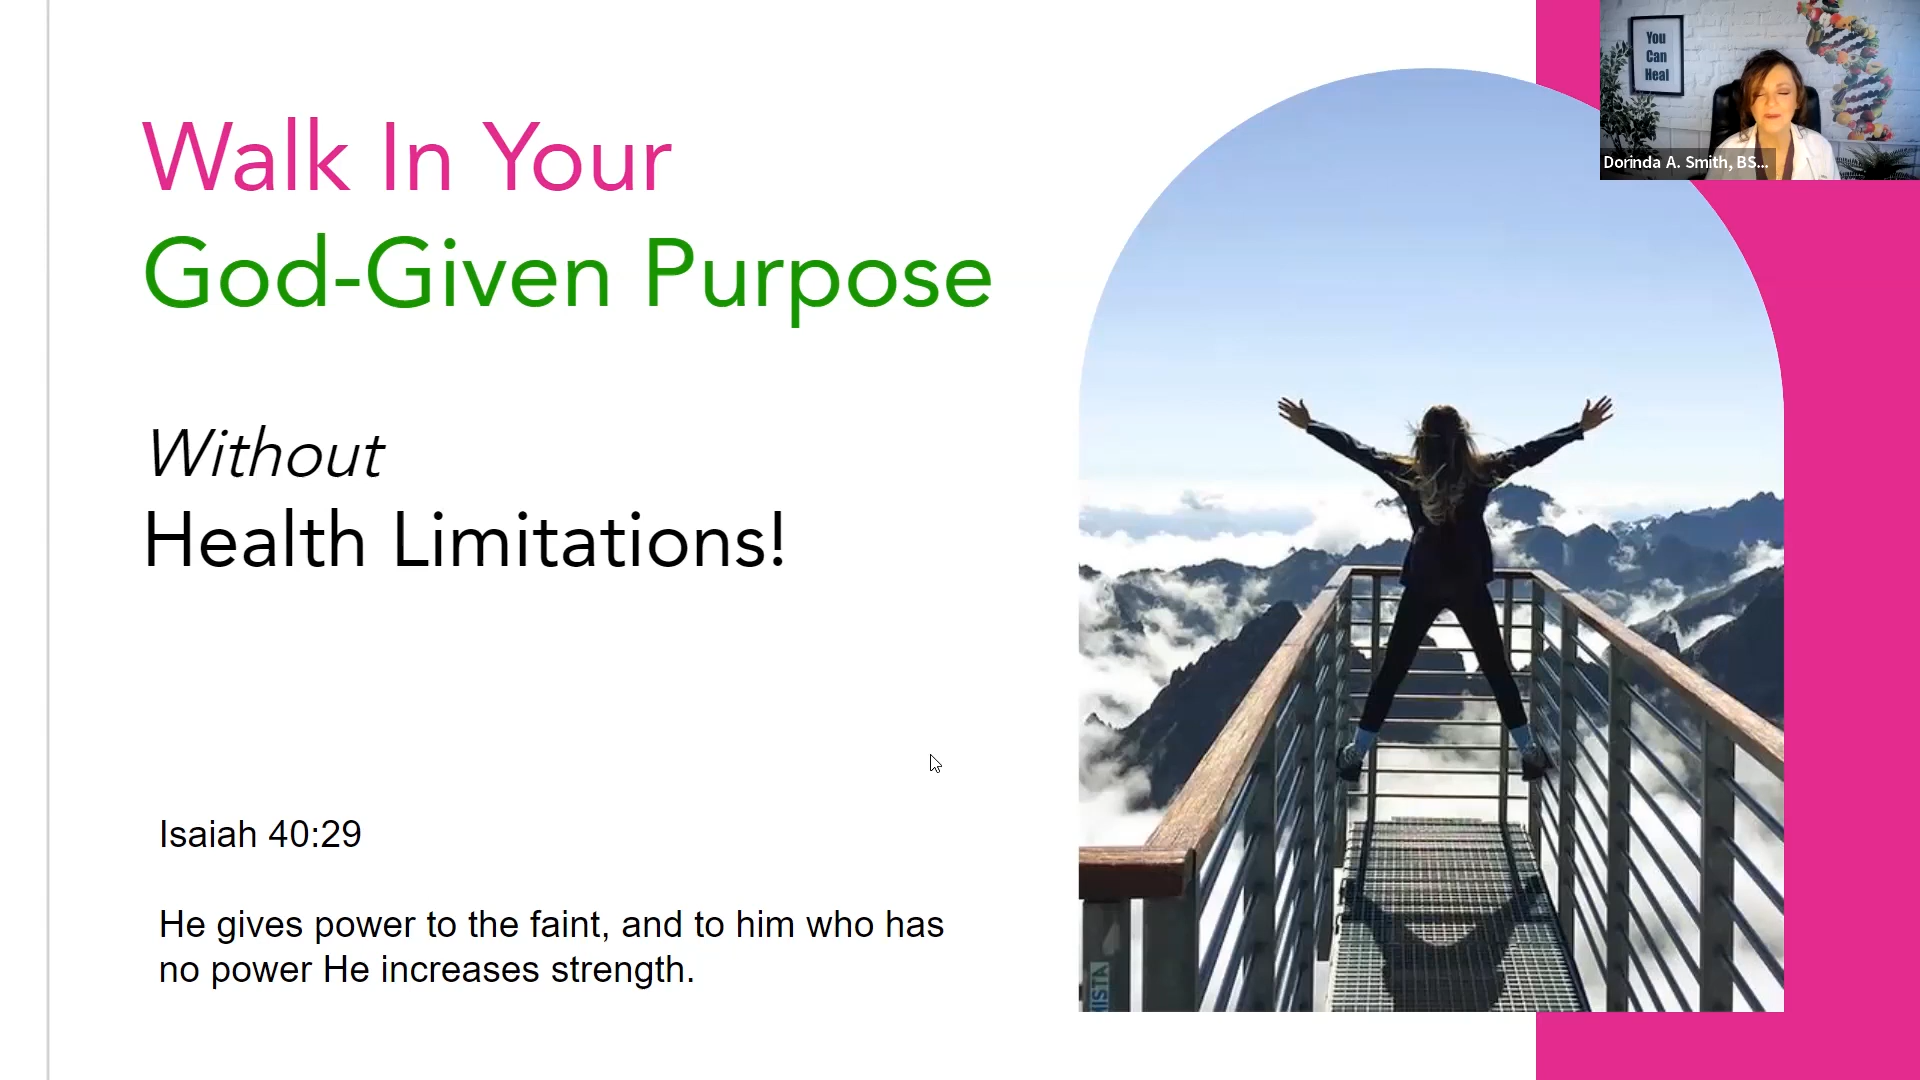 Walk In Your
God-Given Purpose
Without
Health Limitations!
Isaiah 40:29
He gives power to the faint, and to him who has
no power He increases strength.
You
Can
Heal
Dorinda A. Smith, BS...